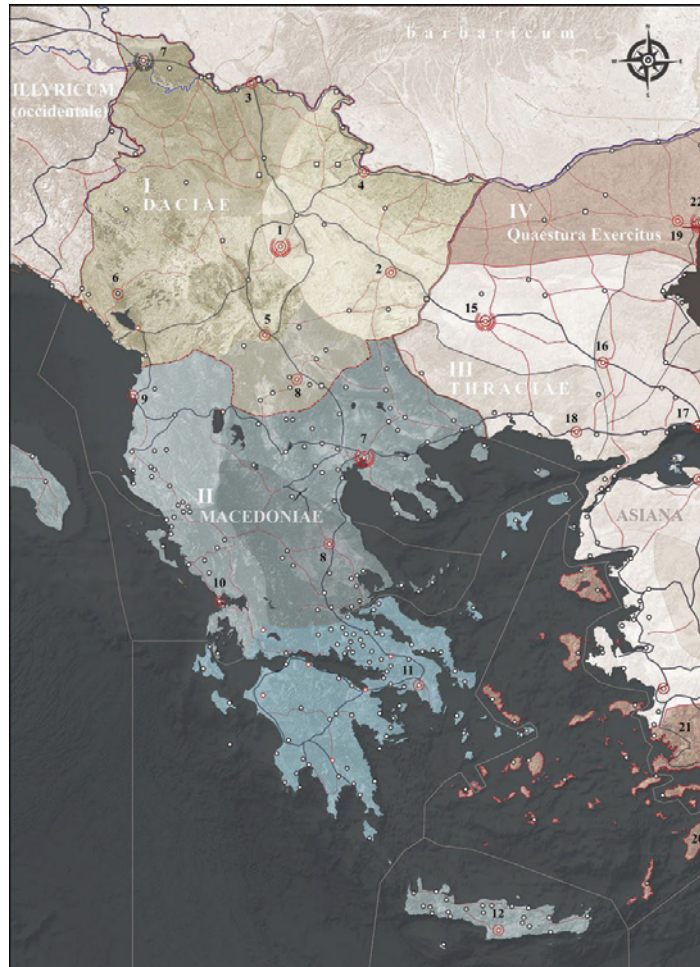 barbaricum
7
ILLYRICUM
(occidentale)
N
3
4
I
DACIAE
IV
22
19
Quaestura Exercitus
1
2
6
15
5
16
III
THRACIAE
8
9
17
18
7
II
MACEDONIAE
ASIANA
8
10
11
21
20
12